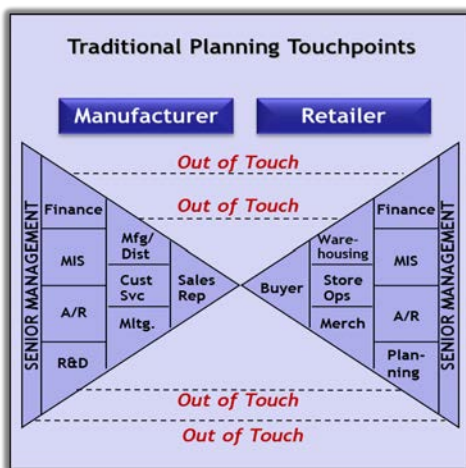 Traditional Planning Touchpoints
Manufacturer
Retailer
Out of Touch
Out of Touch
SENIOR MANAGEMENT
Finance
MIS
A/R
R&D
Mfg/
Dist
Cust
Svc
Mltg.
Sales
Rep
Buyer
Ware-
housing
Store
Ops
Merch
Finance
MIS
A/R
Plan-
ning
SENIOR MANAGEMENT
Out of Touch
Out of Touch